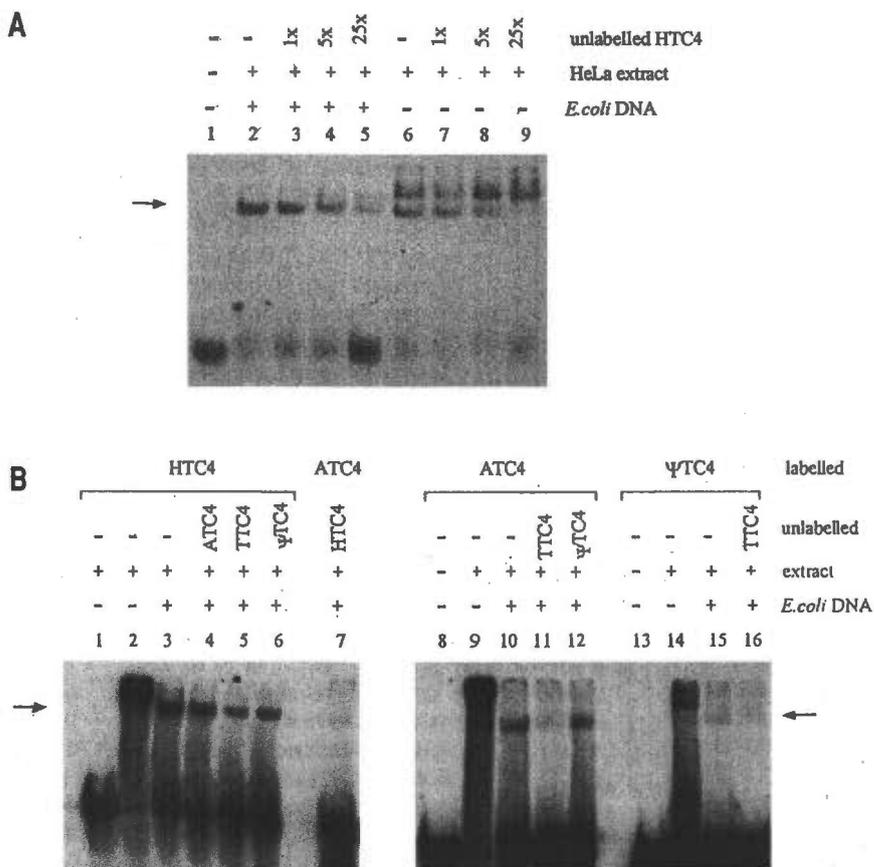 A
- - 1x 5x 25x - 1x 5x 25x unlabelled HTC4
- + + + + + + + + HeLa extract
- + + + + - - - - E.coli DNA
1 2 3 4 5 6 7 8 9
B
HTC4 ATC4 ATC4 ΨTC4 labelled
- - - ATC4 TTC4 ΨTC4 HTC4 - - - TTC4 ΨTC4 - - - TTC4 unlabelled
+ + + + + + + - + + + + - + + + extract
- - + + + + + - - + + + - - + + E.coli DNA
1 2 3 4 5 6 7 8 9 10 11 12 13 14 15 16